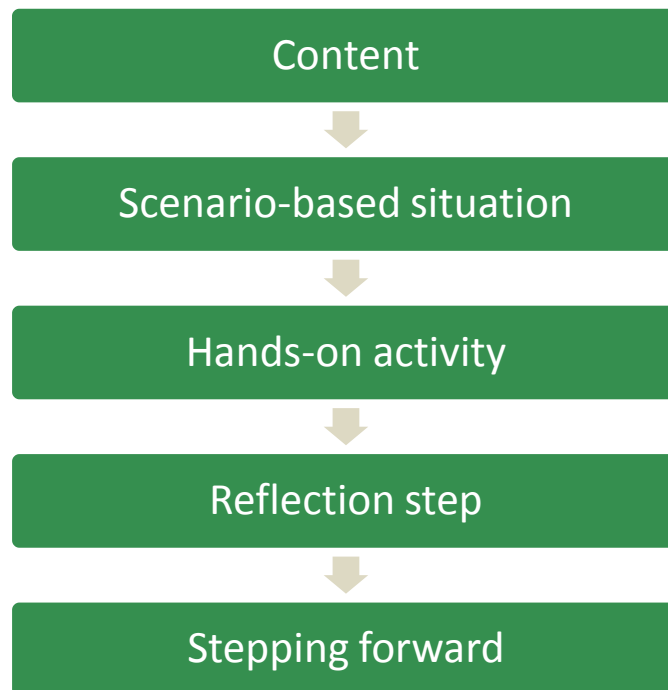 Content
Scenario-based situation
Hands-on activity
Reflection step
Stepping forward